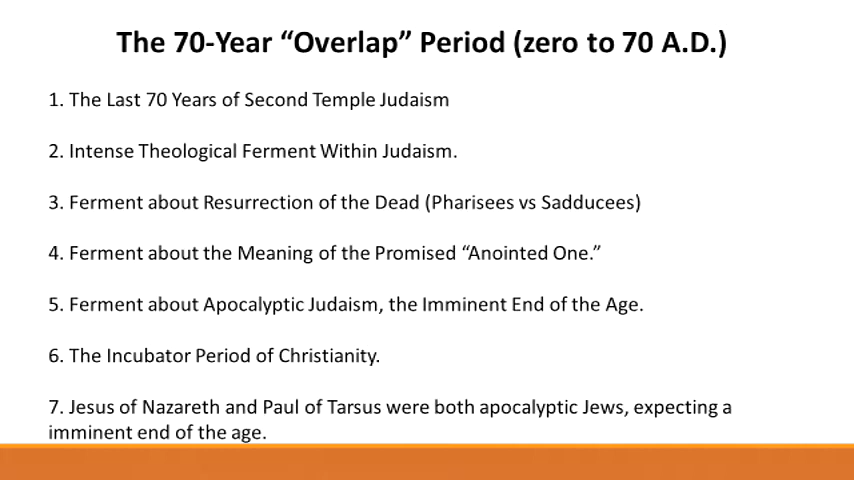 The 70-Year “Overlap” Period (zero to 70 A.D.)
1. The Last 70 Years of Second Temple Judaism
2. Intense Theological Ferment Within Judaism.
3. Ferment about Resurrection of the Dead (Pharisees vs Sadducees)
4. Ferment about the Meaning of the Promised “Anointed One.”
5. Ferment about Apocalyptic Judaism, the Imminent End of the Age.
6. The Incubator Period of Christianity.
7. Jesus of Nazareth and Paul of Tarsus were both apocalyptic Jews, expecting a
imminent end of the age.